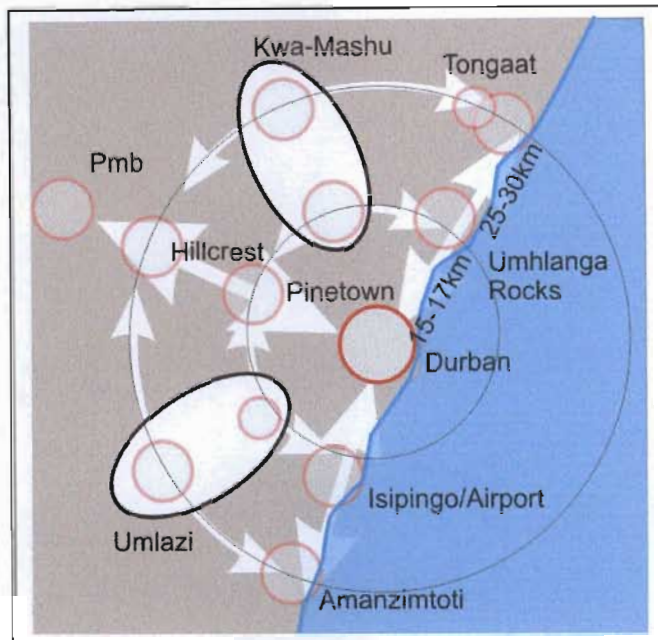 Kwa-Mashu
Tongaat
Pmb
25-30km
Hillcrest
Umhlanga
Rocks
Pinetown
15-17km
Durban
Isipingo/Airport
Umlazi
Amanzimtoti